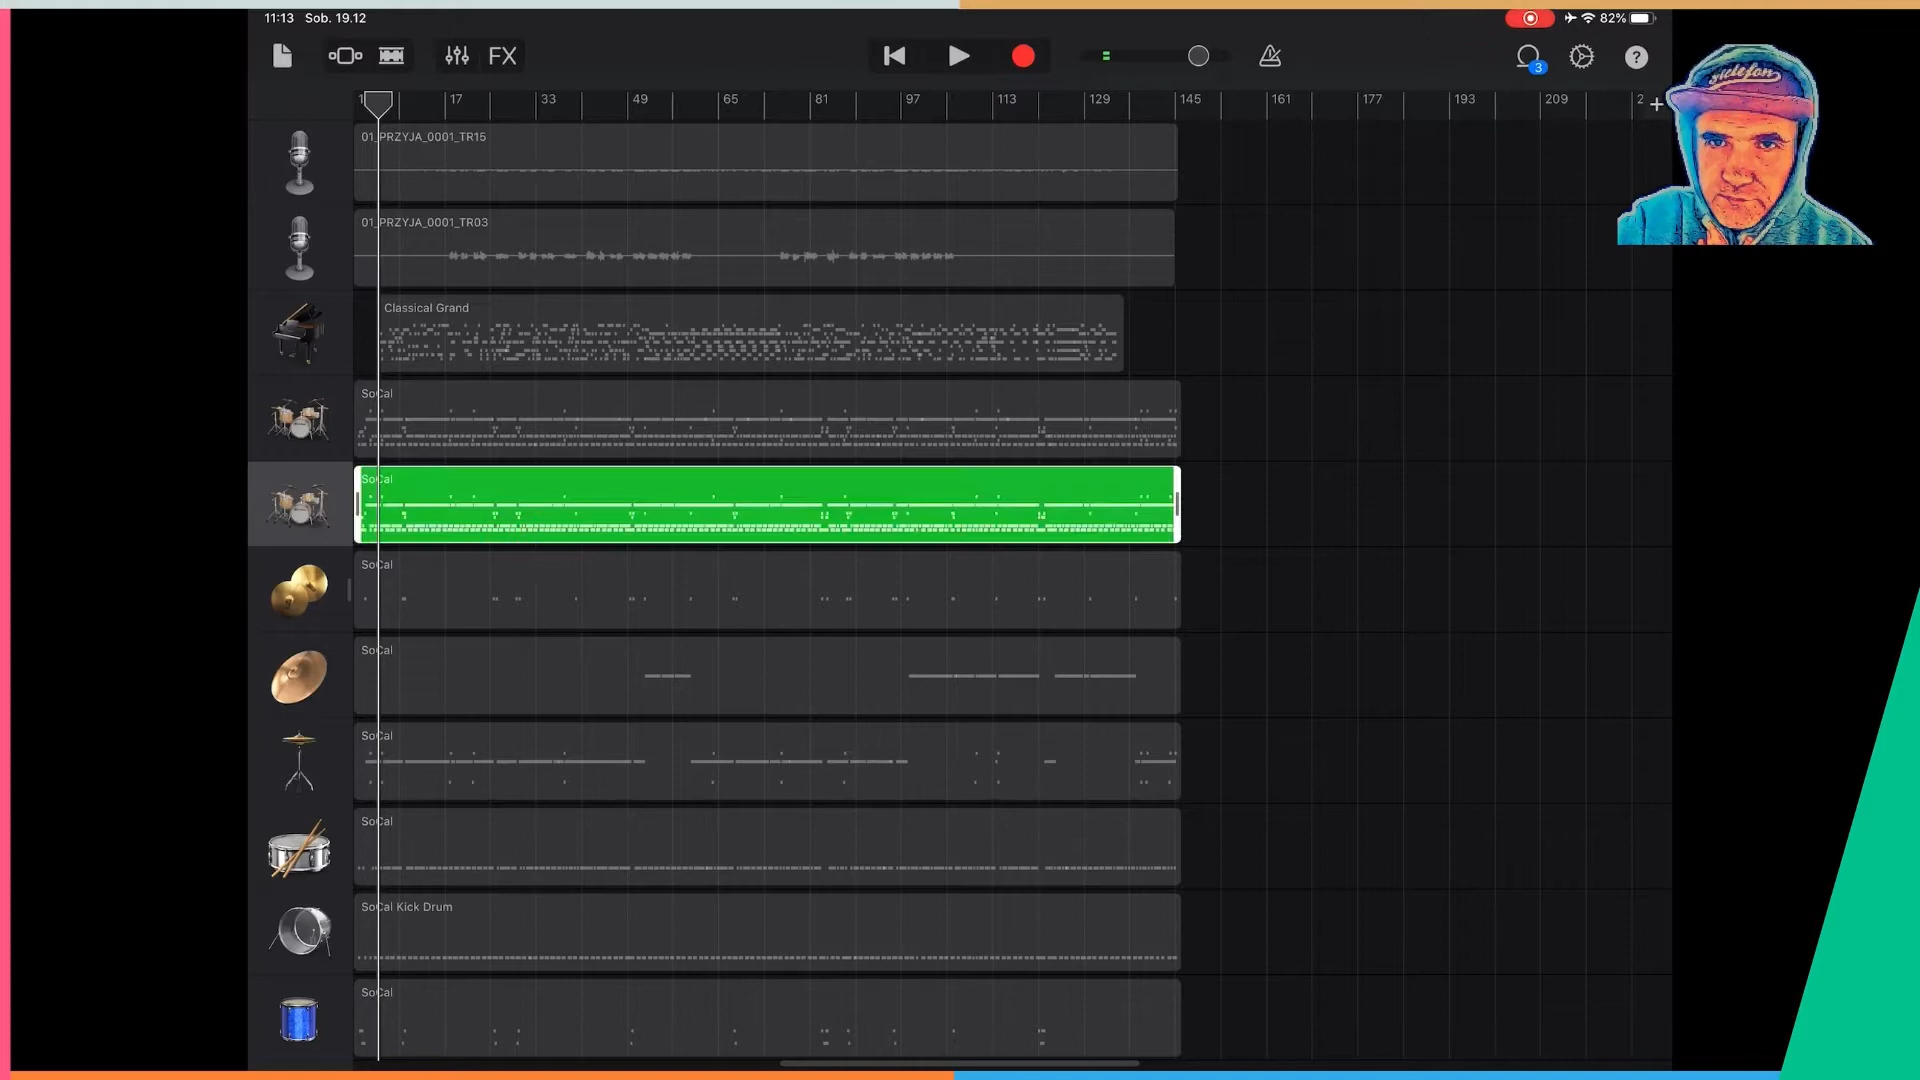 11:13 Sob. 19.12
82%
FX
3
?
1 17 33 49 65 81 97 113 129 145 161 177 193 209 2
01_PRZYJA_0001_TR15
01_PRZYJA_0001_TR03
Classical Grand
SoCal
SoCal
SoCal
SoCal
SoCal
SoCal
SoCal Kick Drum
SoCal